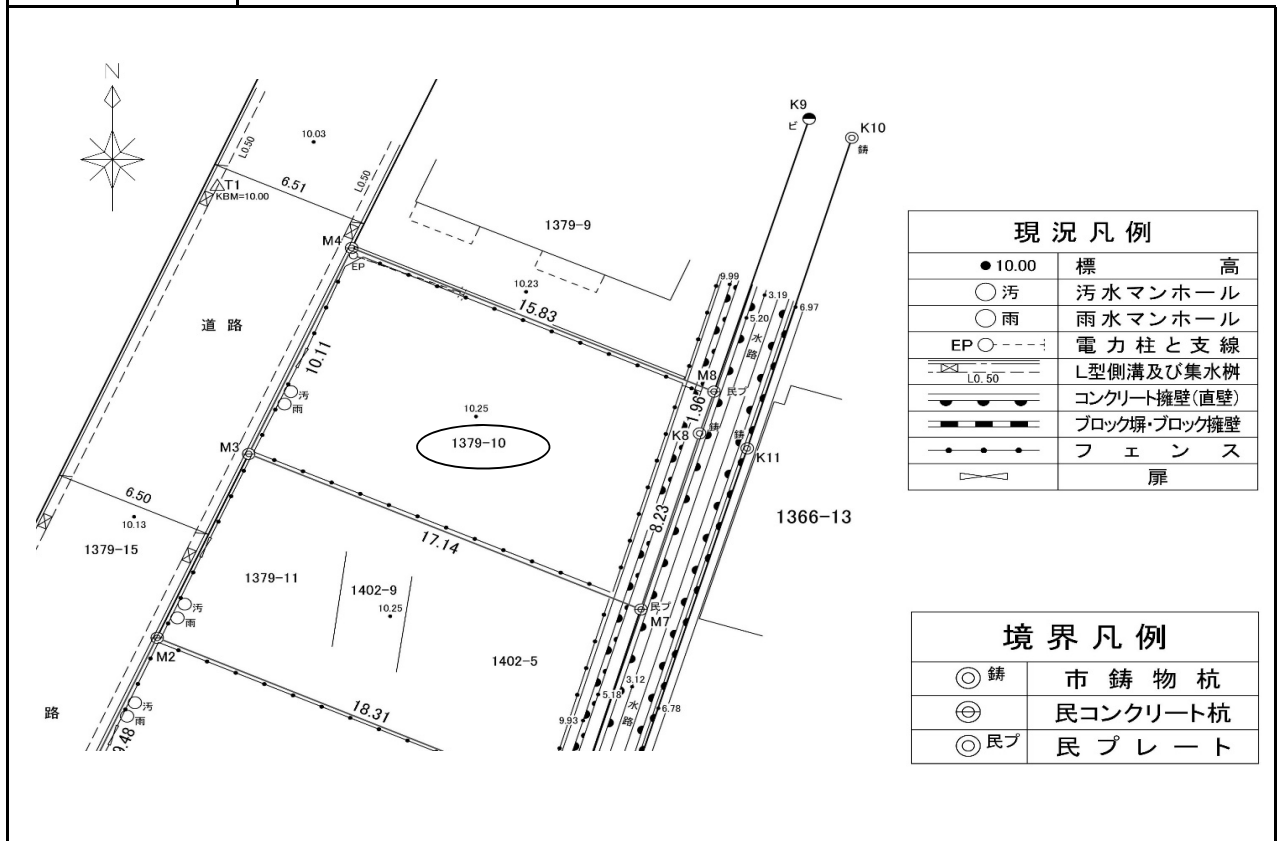 N
K9
ビ
K10
鋳
10.03
L0.50
L0.50
T1
KBM=10.00
6.51
M4
EP
1379-9
10.23
15.83
9.99
3.19
6.97
5.20
水路
道路
10.11
M8
民プ
1.96
K8
鋳
鋳
K11
汚
雨
10.25
1379-10
M3
6.50
10.13
1379-15
17.14
8.23
1366-13
1379-11
1402-9
10.25
民プ
M7
汚
雨
M2
1402-5
3.12
5.18
水路
9.93
6.78
路
汚
雨
18.31
9.48
現況凡例
10.00 標高
汚 汚水マンホール
雨 雨水マンホール
EP 電力柱と支線
L0.50 L型側溝及び集水桝
コンクリート擁壁(直壁)
ブロック塀・ブロック擁壁
フェンス
扉
境界凡例
鋳 市鋳物杭
民コンクリート杭
民プ 民プレート